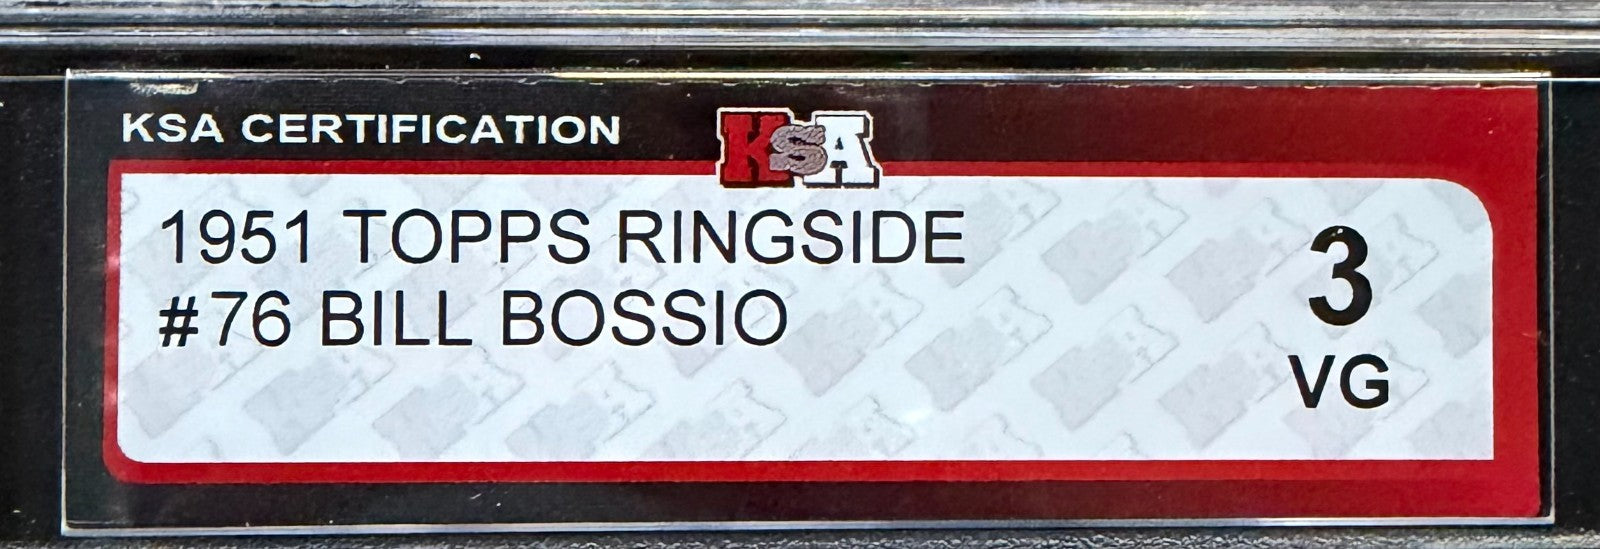 KSA CERTIFICATION
KSA
1951 TOPPS RINGSIDE
#76 BILL BOSSIO
3
VG